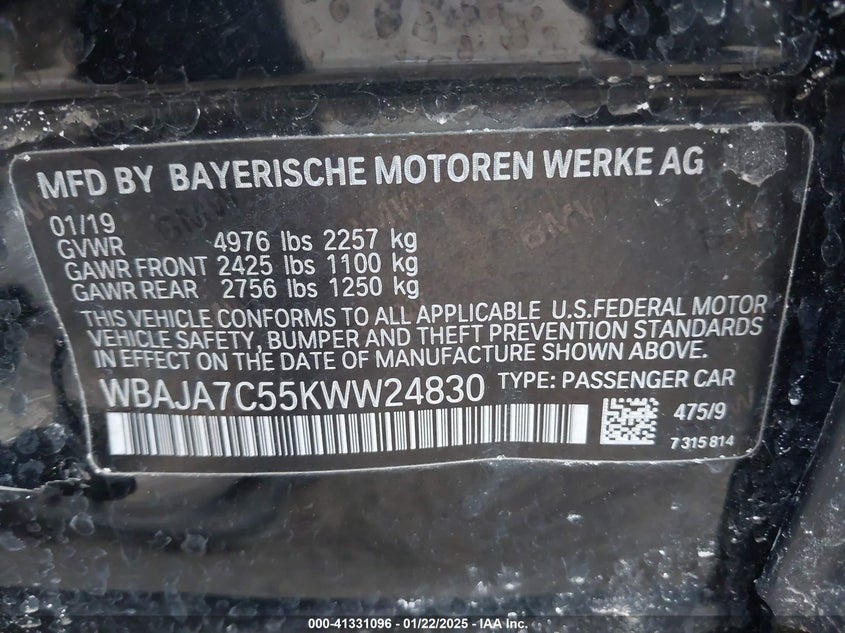 MFD BY BAYERISCHE MOTOREN WERKE AG
01/19
GVWR 4976 lbs 2257 kg
GAWR FRONT 2425 lbs 1100 kg
GAWR REAR 2756 lbs 1250 kg
THIS VEHICLE CONFORMS TO ALL APPLICABLE U.S.FEDERAL MOTOR
VEHICLE SAFETY, BUMPER AND THEFT PREVENTION STANDARDS
IN EFFECT ON THE DATE OF MANUFACTURE SHOWN ABOVE.
WBAJA7C55KWW24830 TYPE: PASSENGER CAR
475/9
7315814
000-41331096 - 01/22/2025 - IAA Inc.